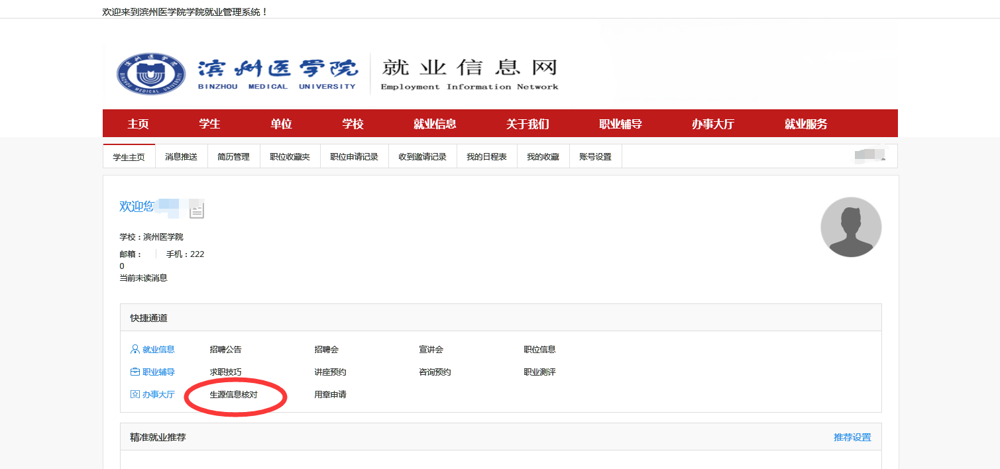 欢迎来到滨州医学院学院就业管理系统！
滨州医学院 就业信息网
BINZHOU MEDICAL UNIVERSITY Employment Information Network
滨州医学院
BINZHOU MEDICAL UNIVERSITY
主页 学生 单位 学校 就业信息 关于我们 职业辅导 办事大厅 就业服务
学生主页 消息推送 简历管理 职位收藏夹 职位申请记录 收到邀请记录 我的日程表 我的收藏 账号设置
欢迎您
学校：滨州医学院
邮箱： 手机：222
0
当前未读消息
快捷通道
就业信息 招聘公告 招聘会 宣讲会 职位信息
职业辅导 求职技巧 讲座预约 咨询预约 职业测评
办事大厅 生源信息核对 用章申请
精准就业推荐 推荐设置